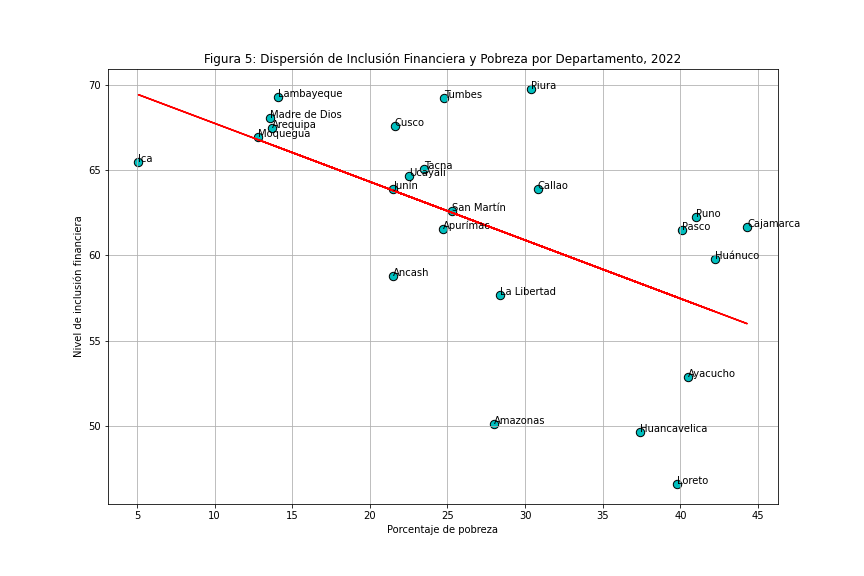 Figura 5: Dispersión de Inclusión Financiera y Pobreza por Departamento, 2022
70
Piura
Lambayeque
Tumbes
Madre de Dios
Arequipa
Cusco
Moquegua
65
Ica
Tacna
Ucayali
Junin
Callao
San Martín
Puno
Apurimac
Pasco
Cajamarca
60
Huánuco
Ancash
La Libertad
55
Ayacucho
50
Amazonas
Huancavelica
Loreto
Nivel de inclusión financiera
5 10 15 20 25 30 35 40 45
Porcentaje de pobreza